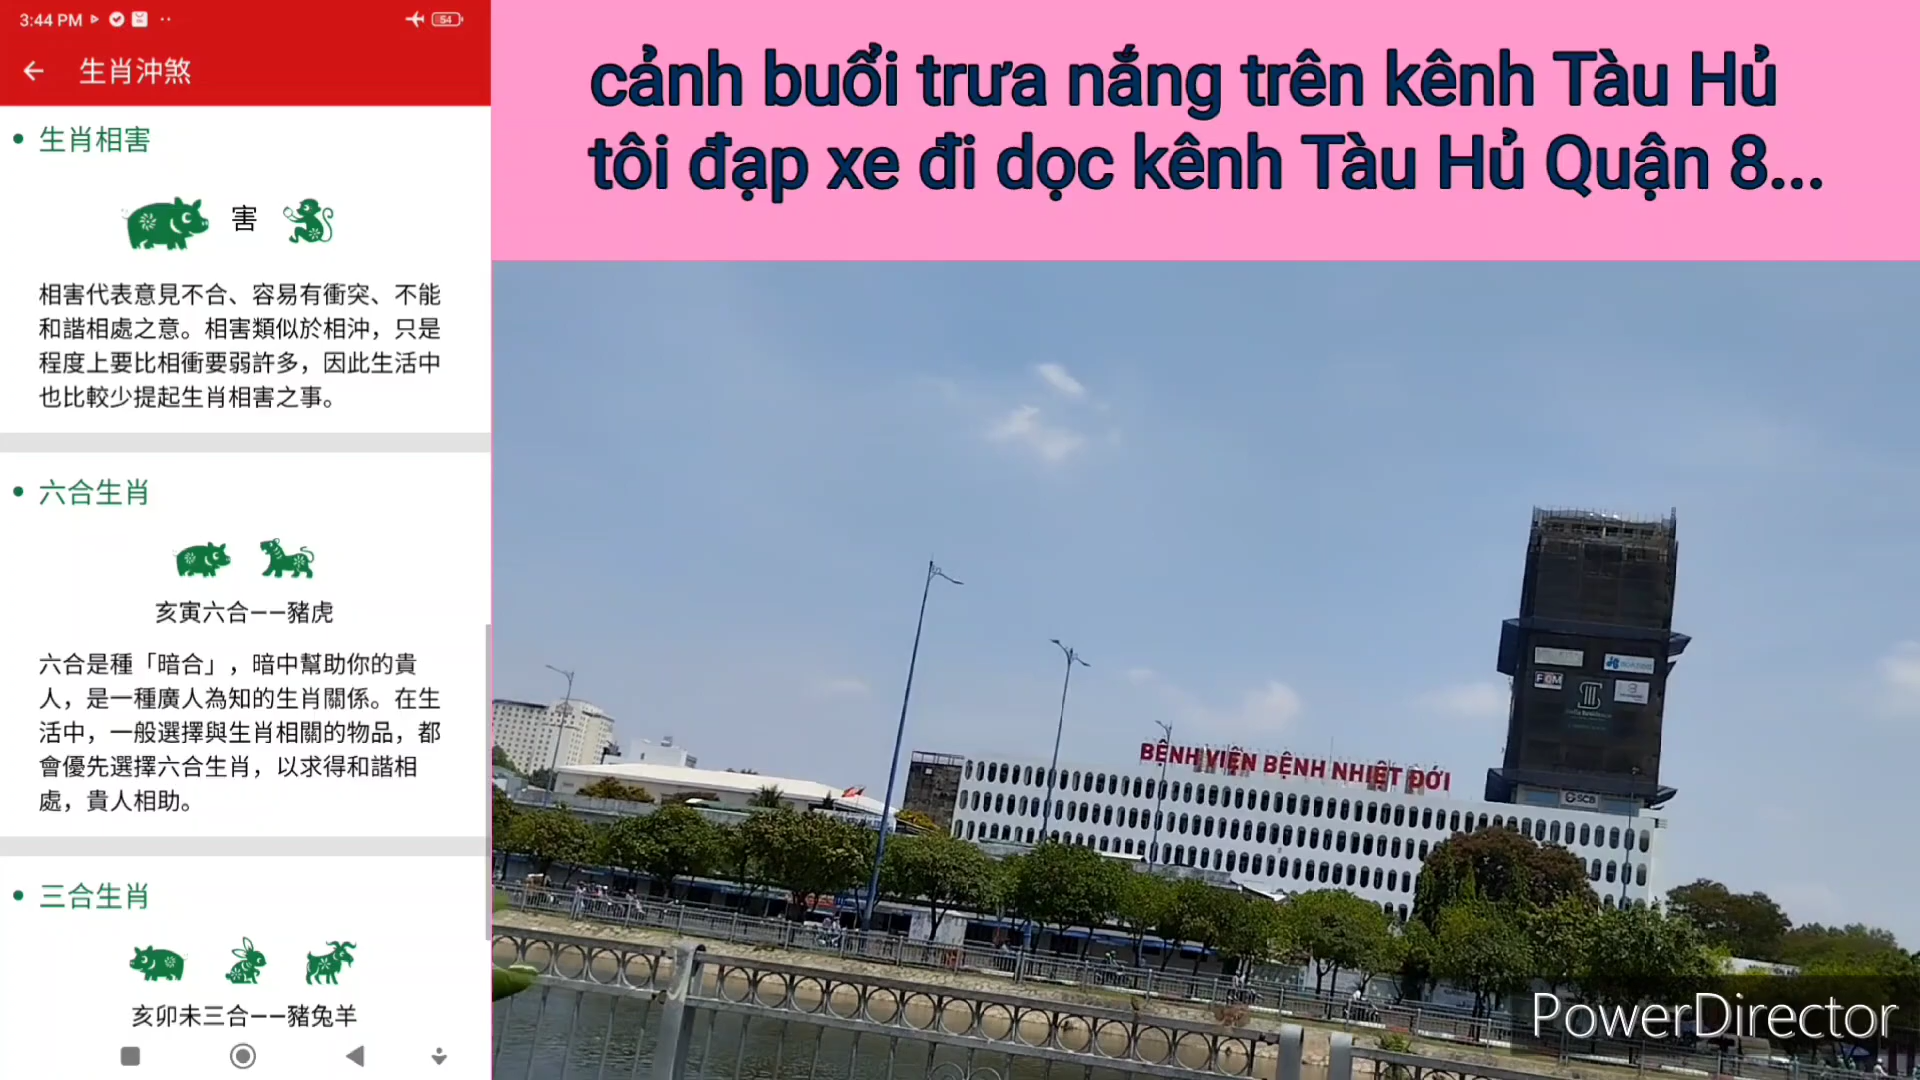 3:44 PM
54
生肖沖煞
生肖相害
害
相害代表意見不合、容易有衝突、不能
和諧相處之意。相害類似於相沖，只是
程度上要比相衝要弱許多，因此生活中
也比較少提起生肖相害之事。
六合生肖
亥寅六合——豬虎
六合是種「暗合」，暗中幫助你的貴
人，是一種廣人為知的生肖關係。在生
活中，一般選擇與生肖相關的物品，都
會優先選擇六合生肖，以求得和諧相
處，貴人相助。
三合生肖
亥卯未三合——豬兔羊
cảnh buổi trưa nắng trên kênh Tàu Hủ
tôi đạp xe đi dọc kênh Tàu Hủ Quận 8...
BỆNH VIỆN BỆNH NHIỆT ĐỚI
SCB
PowerDirector